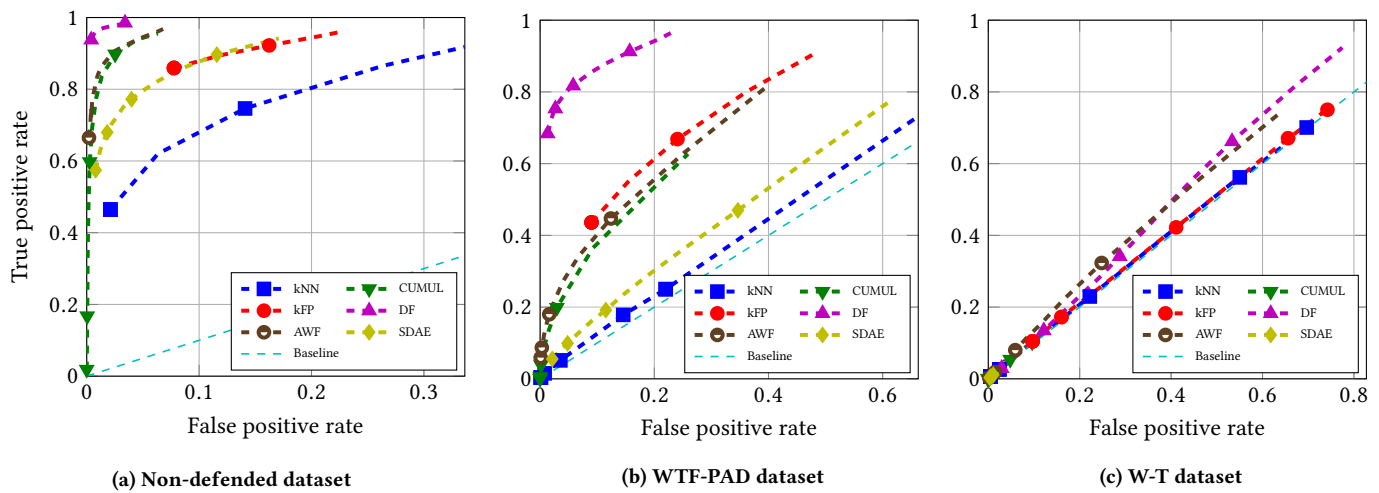 True positive rate
1
0.8
0.6
0.4
0.2
0
0
0.1
0.2
0.3
kNN
CUMUL
kFP
DF
AWF
SDAE
Baseline
False positive rate
(a) Non-defended dataset
1
0.8
0.6
0.4
0.2
0
0
0.2
0.4
0.6
kNN
CUMUL
kFP
DF
AWF
SDAE
Baseline
False positive rate
(b) WTF-PAD dataset
1
0.8
0.6
0.4
0.2
0
0
0.2
0.4
0.6
0.8
kNN
CUMUL
kFP
DF
AWF
SDAE
Baseline
False positive rate
(c) W-T dataset